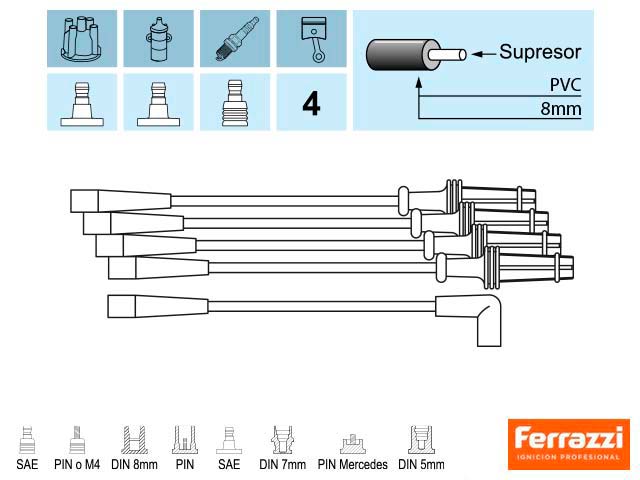 Supresor
PVC
4
8mm
SAE PIN o M4 DIN 8mm PIN SAE DIN 7mm PIN Mercedes DIN 5mm
Ferrazzi
IGNICION PROFESIONAL